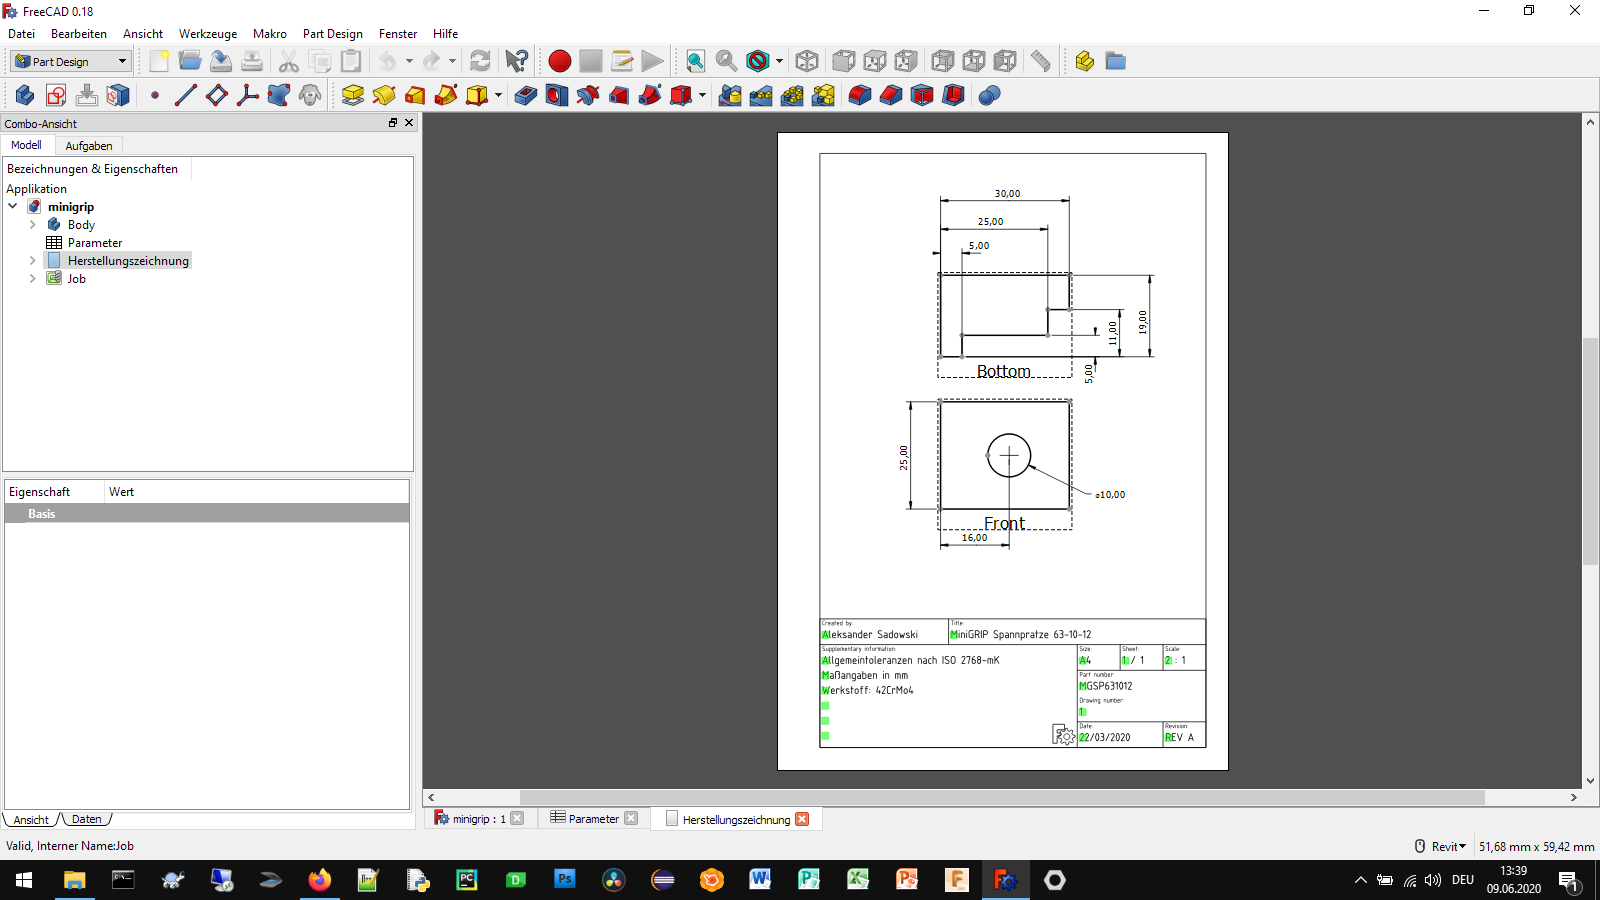 FreeCAD 0.18
Datei Bearbeiten Ansicht Werkzeuge Makro Part Design Fenster Hilfe
Part Design
Combo-Ansicht
Modell Aufgaben
Bezeichnungen & Eigenschaften
Applikation
minigrip
Body
Parameter
Herstellungszeichnung
Job
Eigenschaft Wert
Basis
Ansicht Daten
30,00
25,00
5,00
19,00
11,00
5,00
Bottom
25,00
⌀10,00
Front
16,00
Created by: Title:
Aleksander Sadowski MiniGRIP Spannpratze 63-10-12
Supplementary information: Size: Sheet: Scale:
Allgemeintoleranzen nach ISO 2768-mK A4 1 / 1 2 : 1
Maßangaben in mm Part number:
Werkstoff: 42CrMo4 MGSP631012
Drawing number:
1
Date: Revision:
22/03/2020 REV A
minigrip : 1 Parameter Herstellungszeichnung
Valid, Interner Name:Job Revit 51,68 mm x 59,42 mm
DEU 13:39
09.06.2020
1